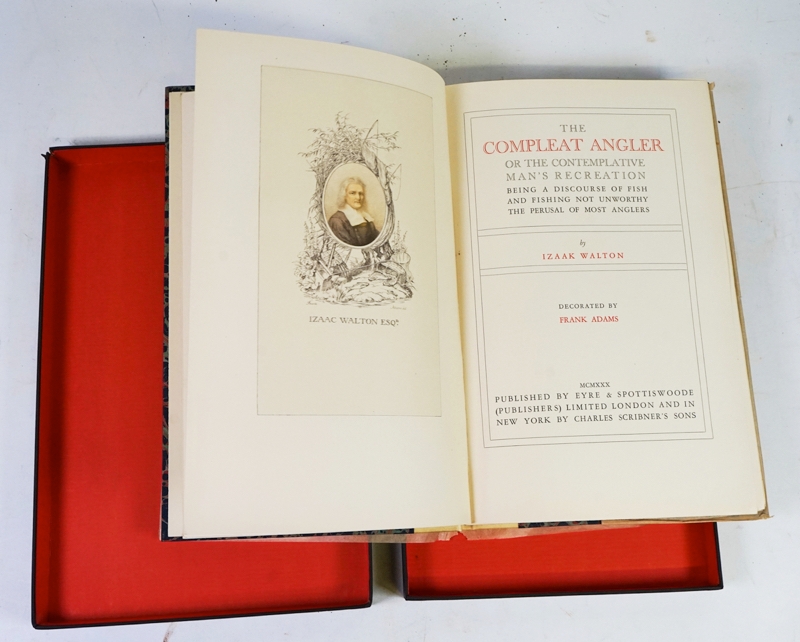 IZAAC WALTON ESQR.
THE
COMPLEAT ANGLER
OR THE CONTEMPLATIVE
MAN'S RECREATION
BEING A DISCOURSE OF FISH
AND FISHING NOT UNWORTHY
THE PERUSAL OF MOST ANGLERS
by
IZAAK WALTON
DECORATED BY
FRANK ADAMS
MCMXXX
PUBLISHED BY EYRE & SPOTTISWOODE
(PUBLISHERS) LIMITED LONDON AND IN
NEW YORK BY CHARLES SCRIBNER'S SONS